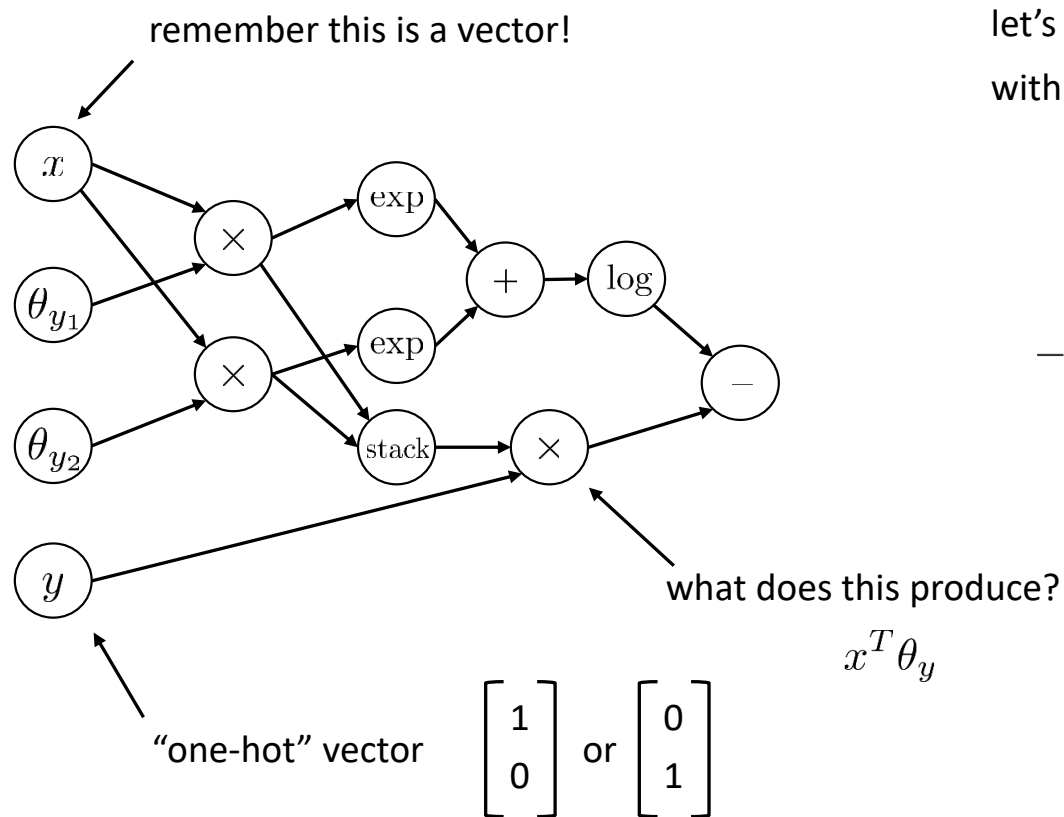 remember this is a vector!
let’s
with
x
exp
×
+
log
θ_{y_1}
exp
×
–
–
θ_{y_2}
stack
×
y
what does this produce?
x^T θ_y
“one-hot” vector [1 0] or [0 1]